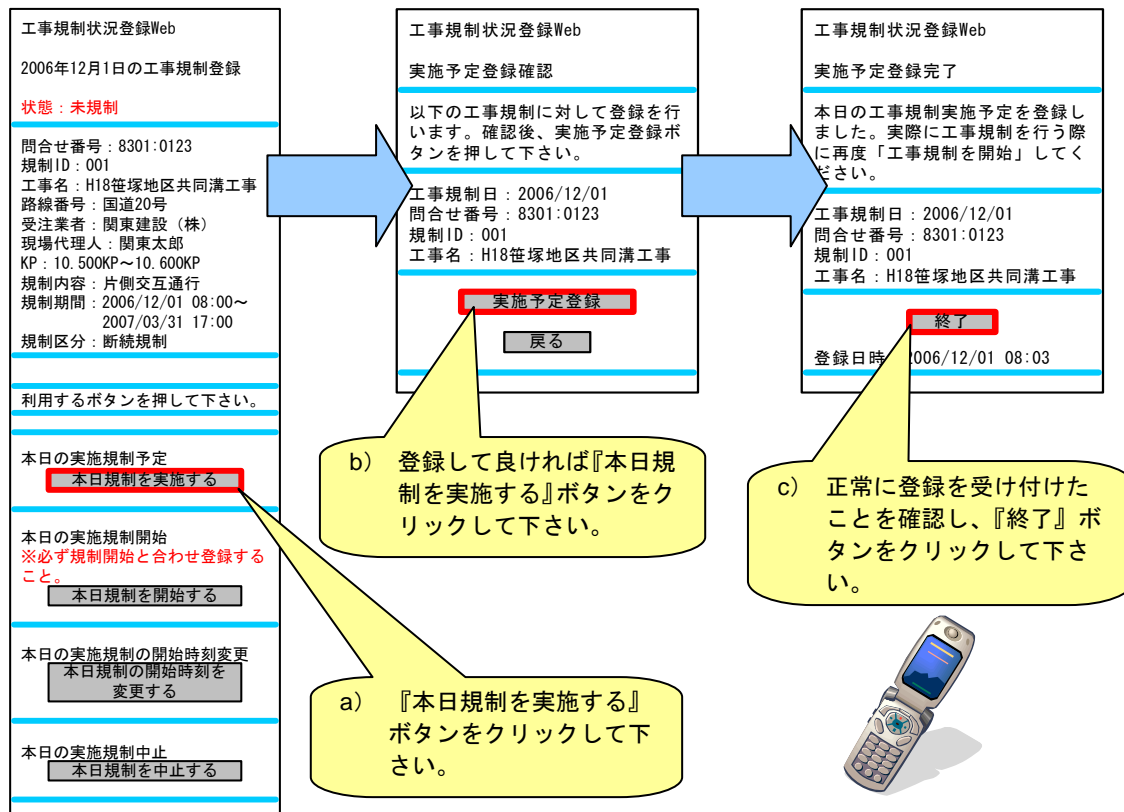 工事規制状況登録Web
2006年12月1日の工事規制登録
状態：未規制
問合せ番号：8301:0123
規制ID：001
工事名：H18笹塚地区共同溝工事
路線番号：国道20号
受注業者：関東建設（株）
現場代理人：関東太郎
KP：10.500KP～10.600KP
規制内容：片側交互通行
規制期間：2006/12/01 08:00～
2007/03/31 17:00
規制区分：断続規制
利用するボタンを押して下さい。
本日の実施規制予定
本日規制を実施する
本日の実施規制開始
※必ず規制開始と合わせ登録する
こと。
本日規制を開始する
本日の実施規制の開始時刻変更
本日規制の開始時刻を
変更する
本日の実施規制中止
本日規制を中止する
a) 『本日規制を実施する』
ボタンをクリックして下
さい。
工事規制状況登録Web
実施予定登録確認
以下の工事規制に対して登録を行
います。確認後、実施予定登録ボ
タンを押して下さい。
工事規制日：2006/12/01
問合せ番号：8301:0123
規制ID：001
工事名：H18笹塚地区共同溝工事
実施予定登録
戻る
b) 登録して良ければ『本日規
制を実施する』ボタンをク
リックして下さい。
工事規制状況登録Web
実施予定登録完了
本日の工事規制実施予定を登録し
ました。実際に工事規制を行う際
に再度「工事規制を開始」してく
ださい。
工事規制日：2006/12/01
問合せ番号：8301:0123
規制ID：001
工事名：H18笹塚地区共同溝工事
終了
登録日時 2006/12/01 08:03
c) 正常に登録を受け付けた
ことを確認し、『終了』ボ
タンをクリックして下さ
い。